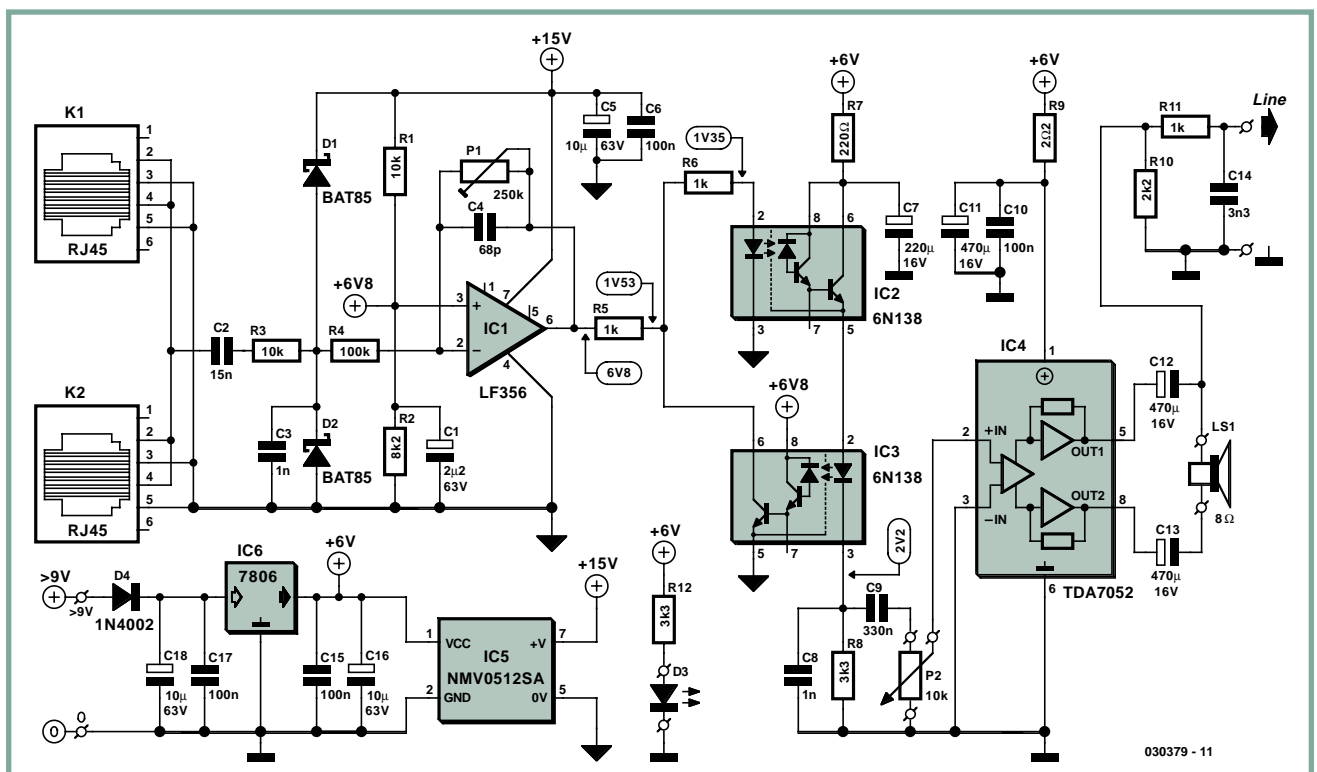 +15V
K1
1
2
3
4
5
6
RJ45
K2
1
2
3
4
5
6
RJ45
C2
15n
R3
10k
D1
BAT85
R1
10k
+6V8
R4
100k
C3
1n
D2
BAT85
R2
8k2
C1
2μ2
63V
P1
250k
C4
68p
3
2
1
7
5
6
4
+
–
IC1
LF356
C5
10μ
63V
C6
100n
R5
1k
6V8
1V53
R6
1k
1V35
+6V
R7
220Ω
2
8
6
3
7
5
IC2
6N138
C7
220μ
16V
+6V8
6
8
2
5
7
3
IC3
6N138
2V2
C9
330n
C8
1n
R8
3k3
P2
10k
+6V
R9
2Ω2
C11
470μ
16V
C10
100n
IC4
1
2
+IN
3
–IN
OUT1
5
OUT2
8
6
TDA7052
C12
470μ
16V
C13
470μ
16V
LS1
8Ω
R11
1k
Line
R10
2k2
C14
3n3
>9V
>9V
D4
1N4002
IC6
7806
+6V
C18
10μ
63V
C17
100n
C15
100n
C16
10μ
63V
0
0
1
VCC
+V
7
IC5
NMV0512SA
2
GND
0V
5
+15V
+6V
R12
3k3
D3
030379 - 11